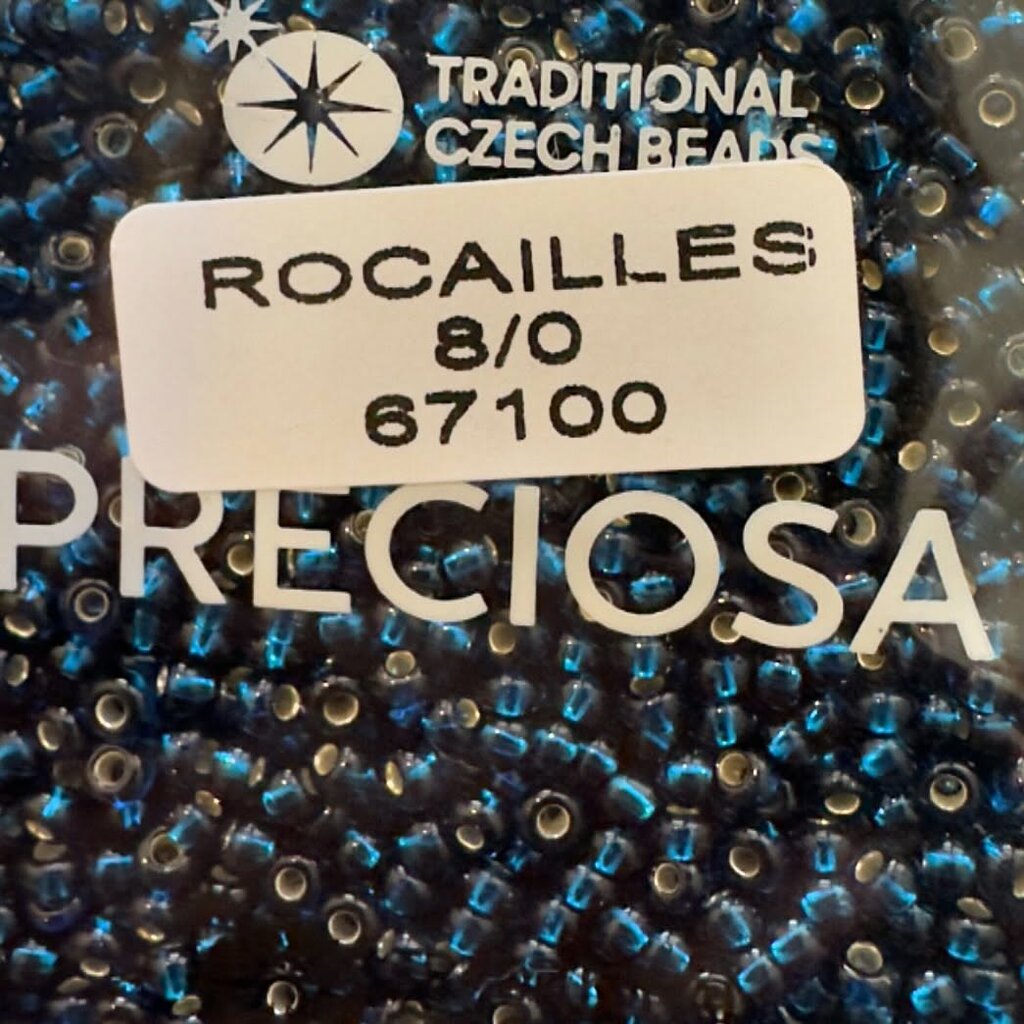 TRADITIONAL
CZECH BEADS
ROCAILLES
8/0
67100
PRECIOSA